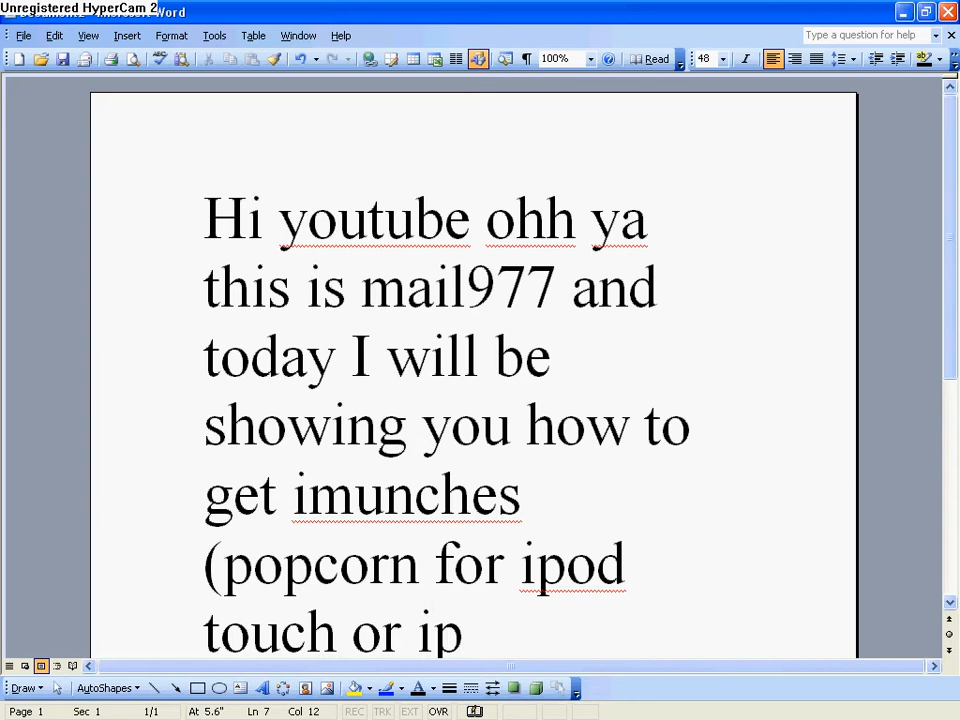 Unregistered HyperCam 2
File Edit View Insert Format Tools Table Window Help Type a question for help
100% Read 48 I
Hi youtube ohh ya
this is mail977 and
today I will be
showing you how to
get imunches
(popcorn for ipod
touch or ip
Draw AutoShapes A
Page 1 Sec 1 1/1 At 5.6" Ln 7 Col 12 REC TRK EXT OVR